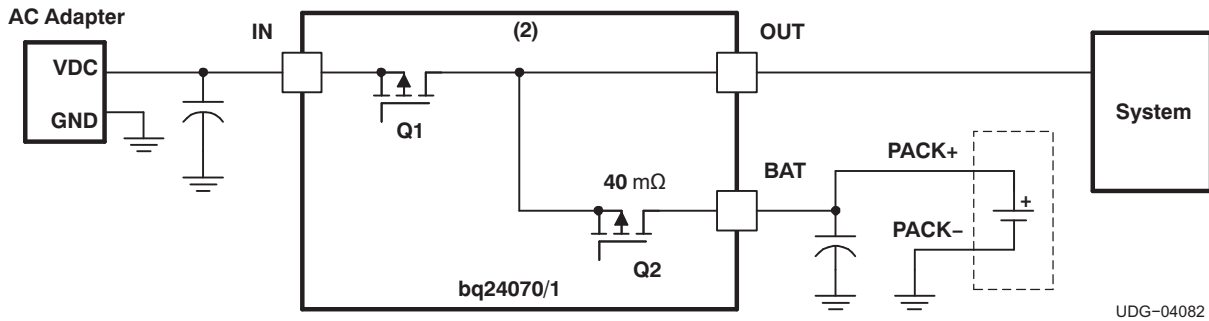 AC Adapter
VDC
GND
IN
(2)
OUT
Q1
System
40 mΩ
BAT
PACK+
+
PACK−
Q2
bq24070/1
UDG−04082